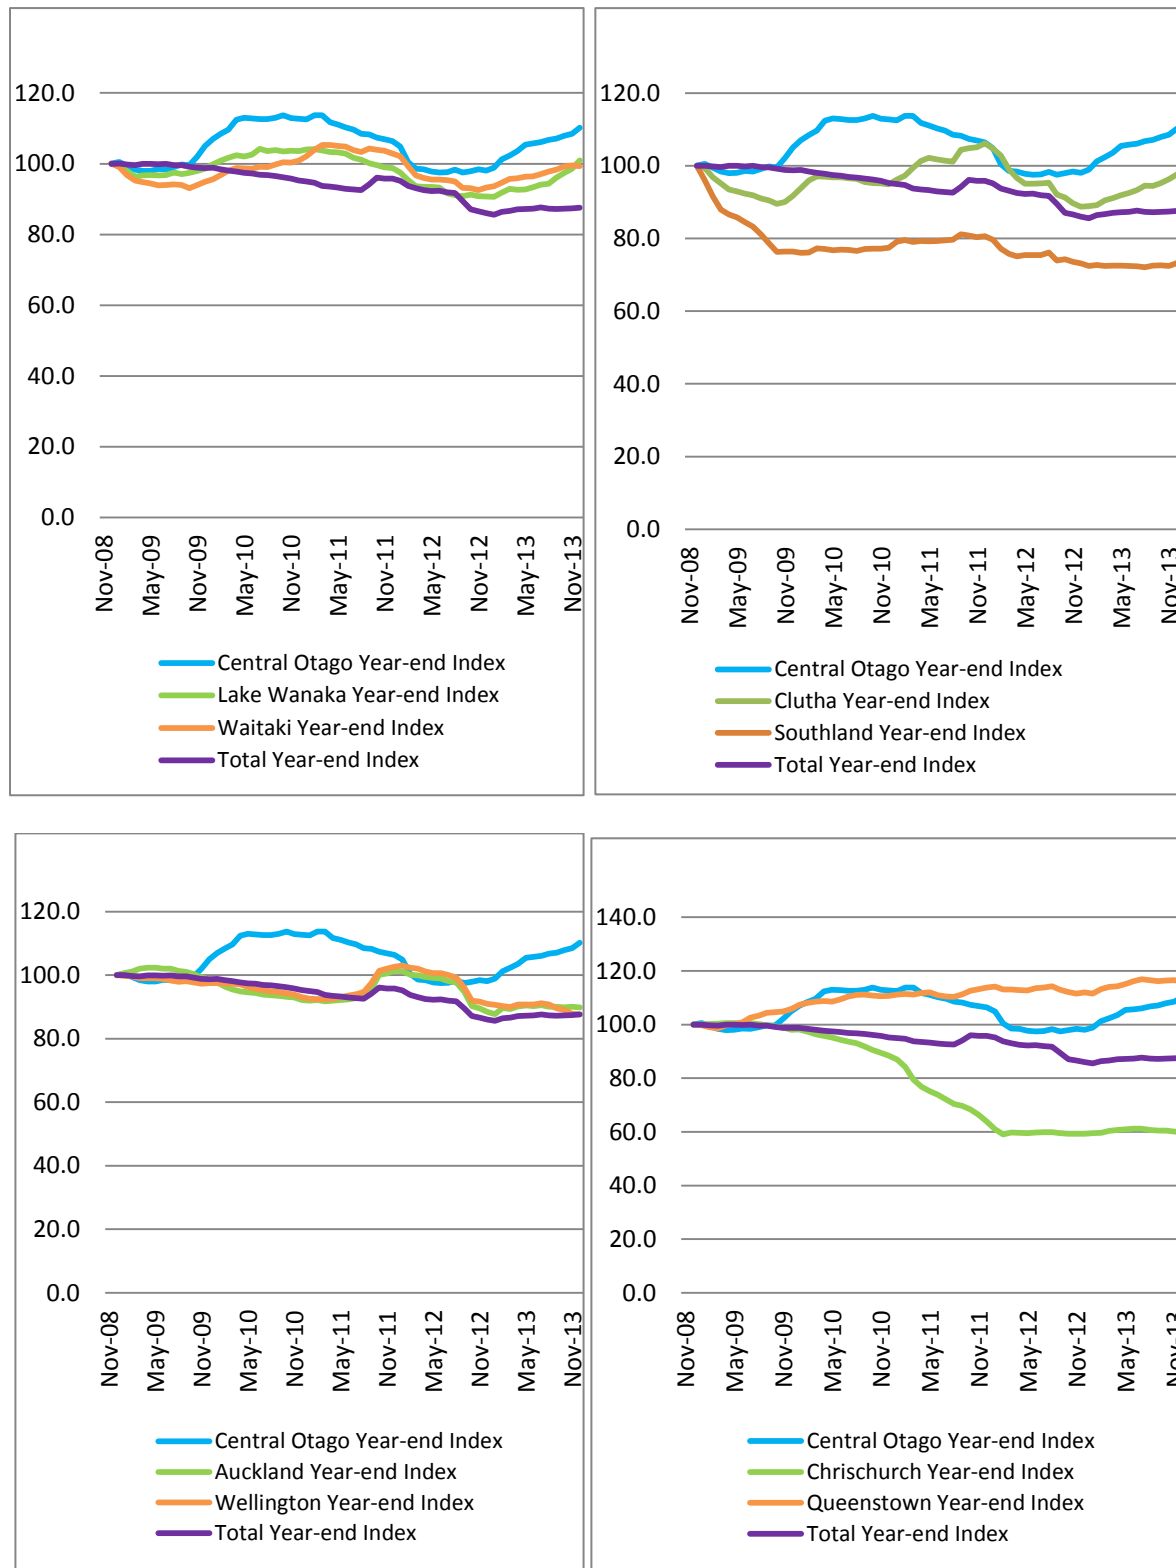 120.0
100.0
80.0
60.0
40.0
20.0
0.0
Nov-08
May-09
Nov-09
May-10
Nov-10
May-11
Nov-11
May-12
Nov-12
May-13
Nov-13
Central Otago Year-end Index
Lake Wanaka Year-end Index
Waitaki Year-end Index
Total Year-end Index
120.0
100.0
80.0
60.0
40.0
20.0
0.0
Nov-08
May-09
Nov-09
May-10
Nov-10
May-11
Nov-11
May-12
Nov-12
May-13
Nov-13
Central Otago Year-end Index
Clutha Year-end Index
Southland Year-end Index
Total Year-end Index
120.0
100.0
80.0
60.0
40.0
20.0
0.0
Nov-08
May-09
Nov-09
May-10
Nov-10
May-11
Nov-11
May-12
Nov-12
May-13
Nov-13
Central Otago Year-end Index
Auckland Year-end Index
Wellington Year-end Index
Total Year-end Index
140.0
120.0
100.0
80.0
60.0
40.0
20.0
0.0
Nov-08
May-09
Nov-09
May-10
Nov-10
May-11
Nov-11
May-12
Nov-12
May-13
Nov-13
Central Otago Year-end Index
Chrischurch Year-end Index
Queenstown Year-end Index
Total Year-end Index